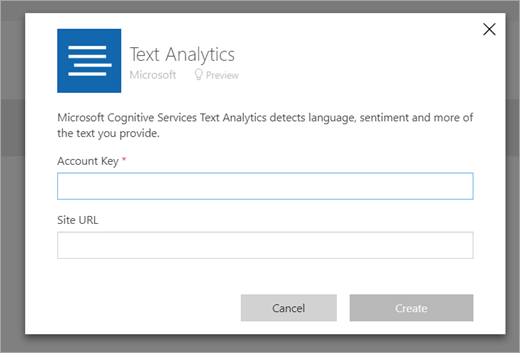 Text Analytics
Microsoft Preview
Microsoft Cognitive Services Text Analytics detects language, sentiment and more of
the text you provide.
Account Key *
Site URL
Cancel Create